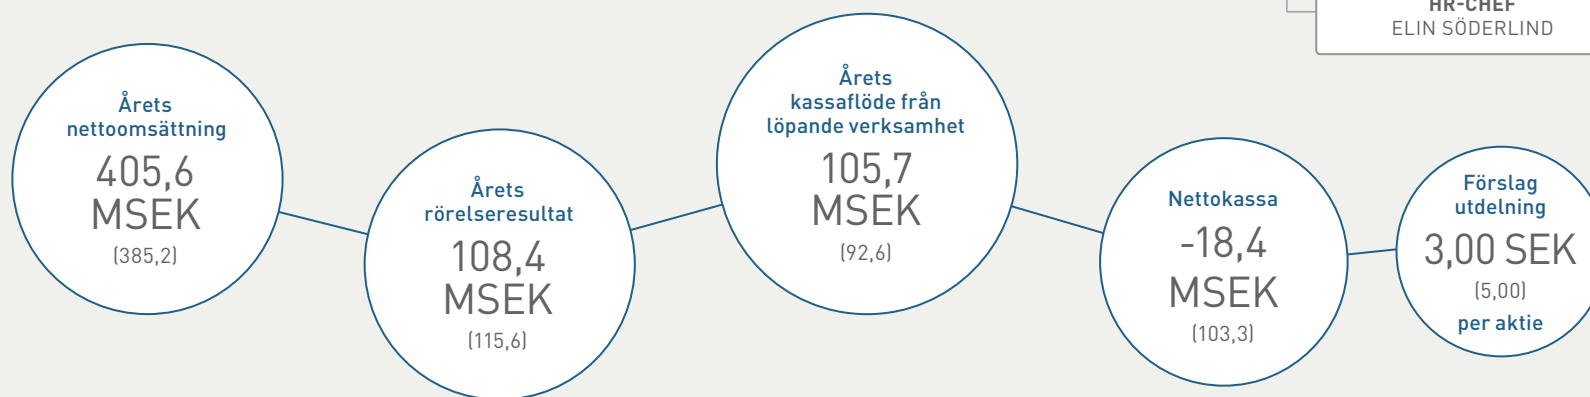 HR-CHEF
ELIN SÖDERLIND
Årets
nettoomsättning
405,6
MSEK
(385,2)
Årets
rörelseresultat
108,4
MSEK
(115,6)
Årets
kassaflöde från
löpande verksamhet
105,7
MSEK
(92,6)
Nettokassa
-18,4
MSEK
(103,3)
Förslag
utdelning
3,00 SEK
(5,00)
per aktie